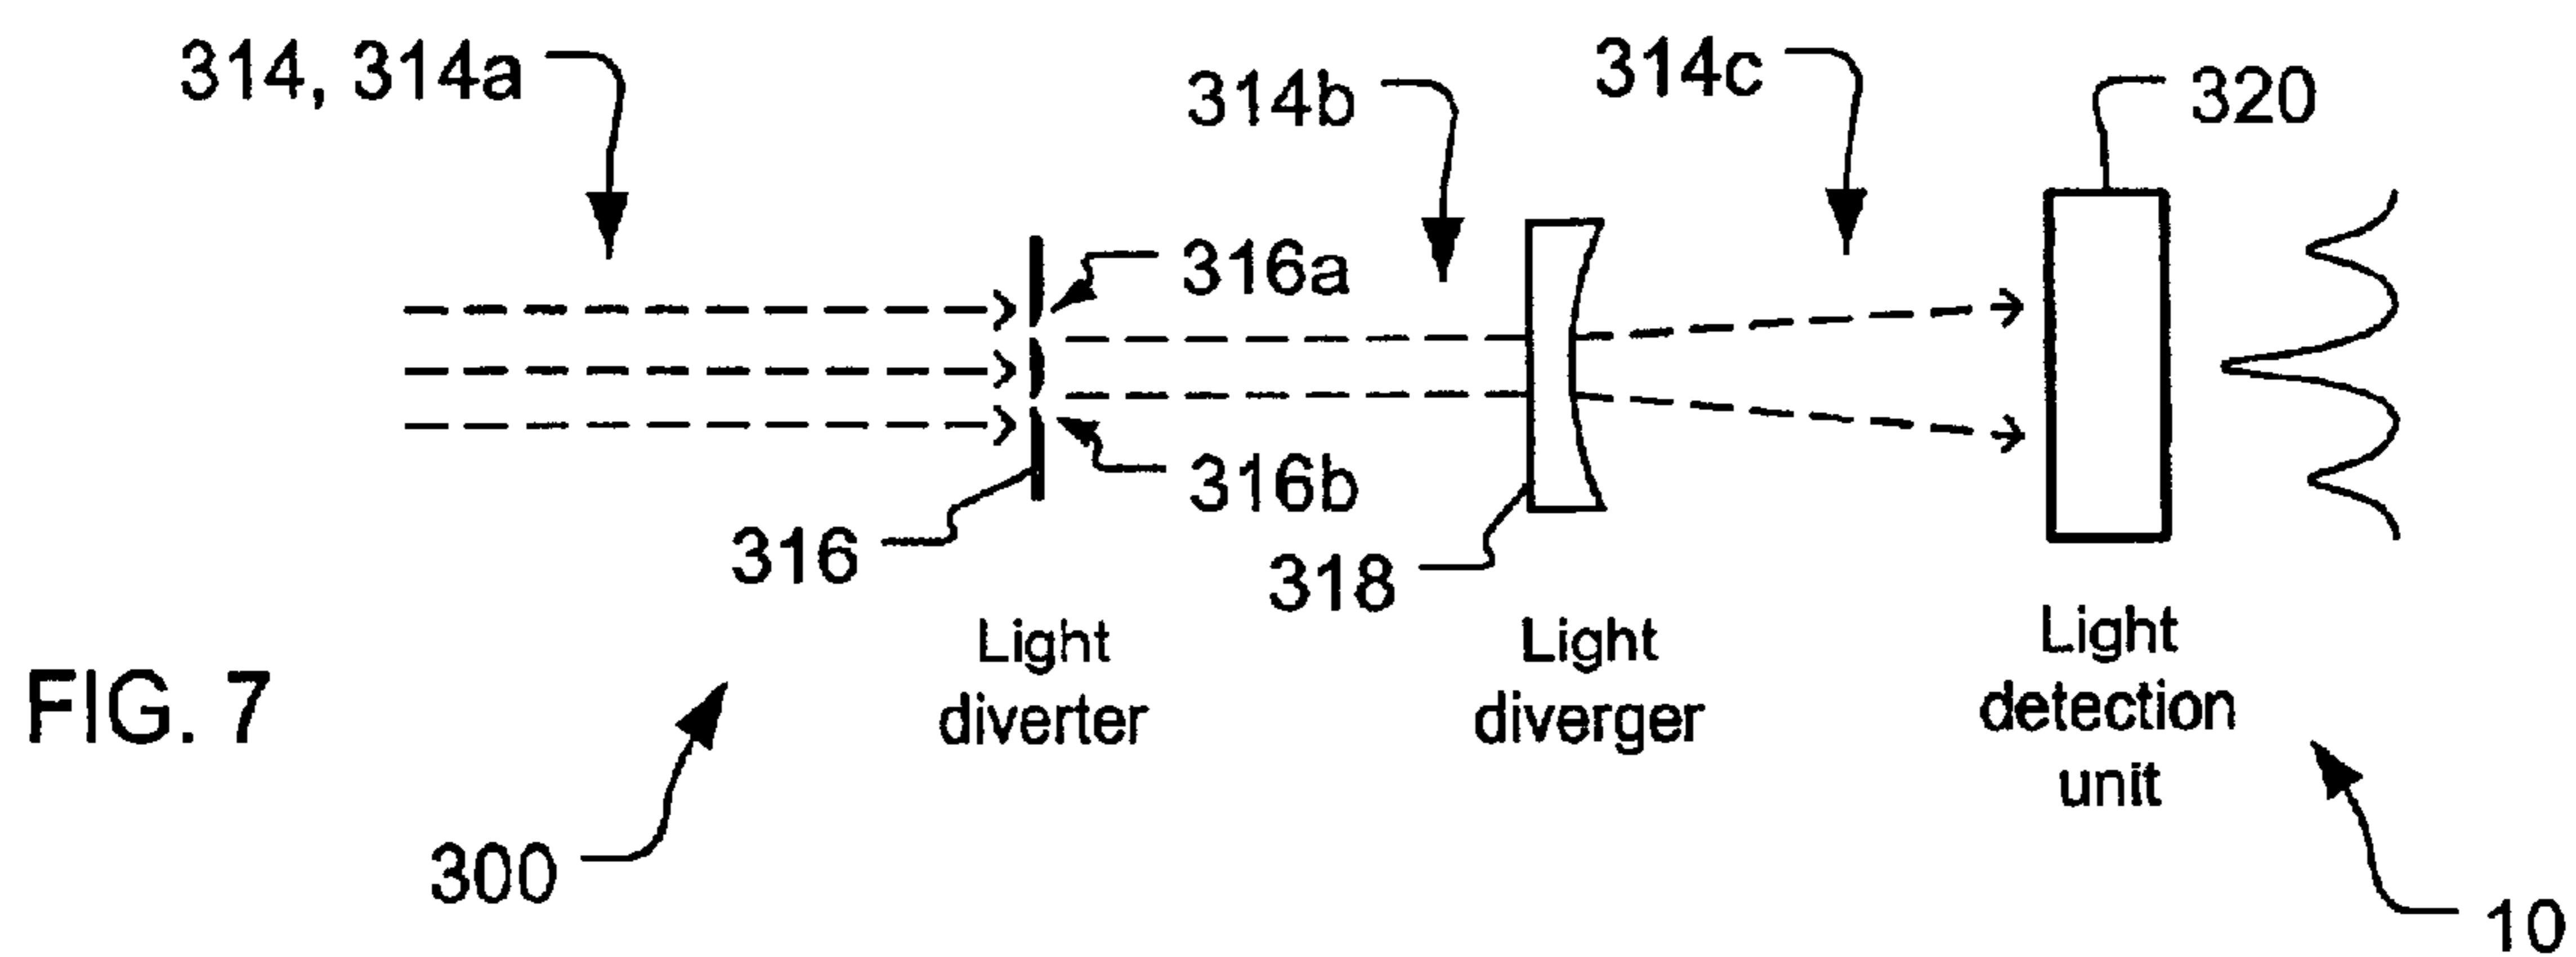 314, 314a
314b
314c
320
316a
316b
316
318
Light
diverter
Light
diverger
Light
detection
unit
FIG. 7
300
10